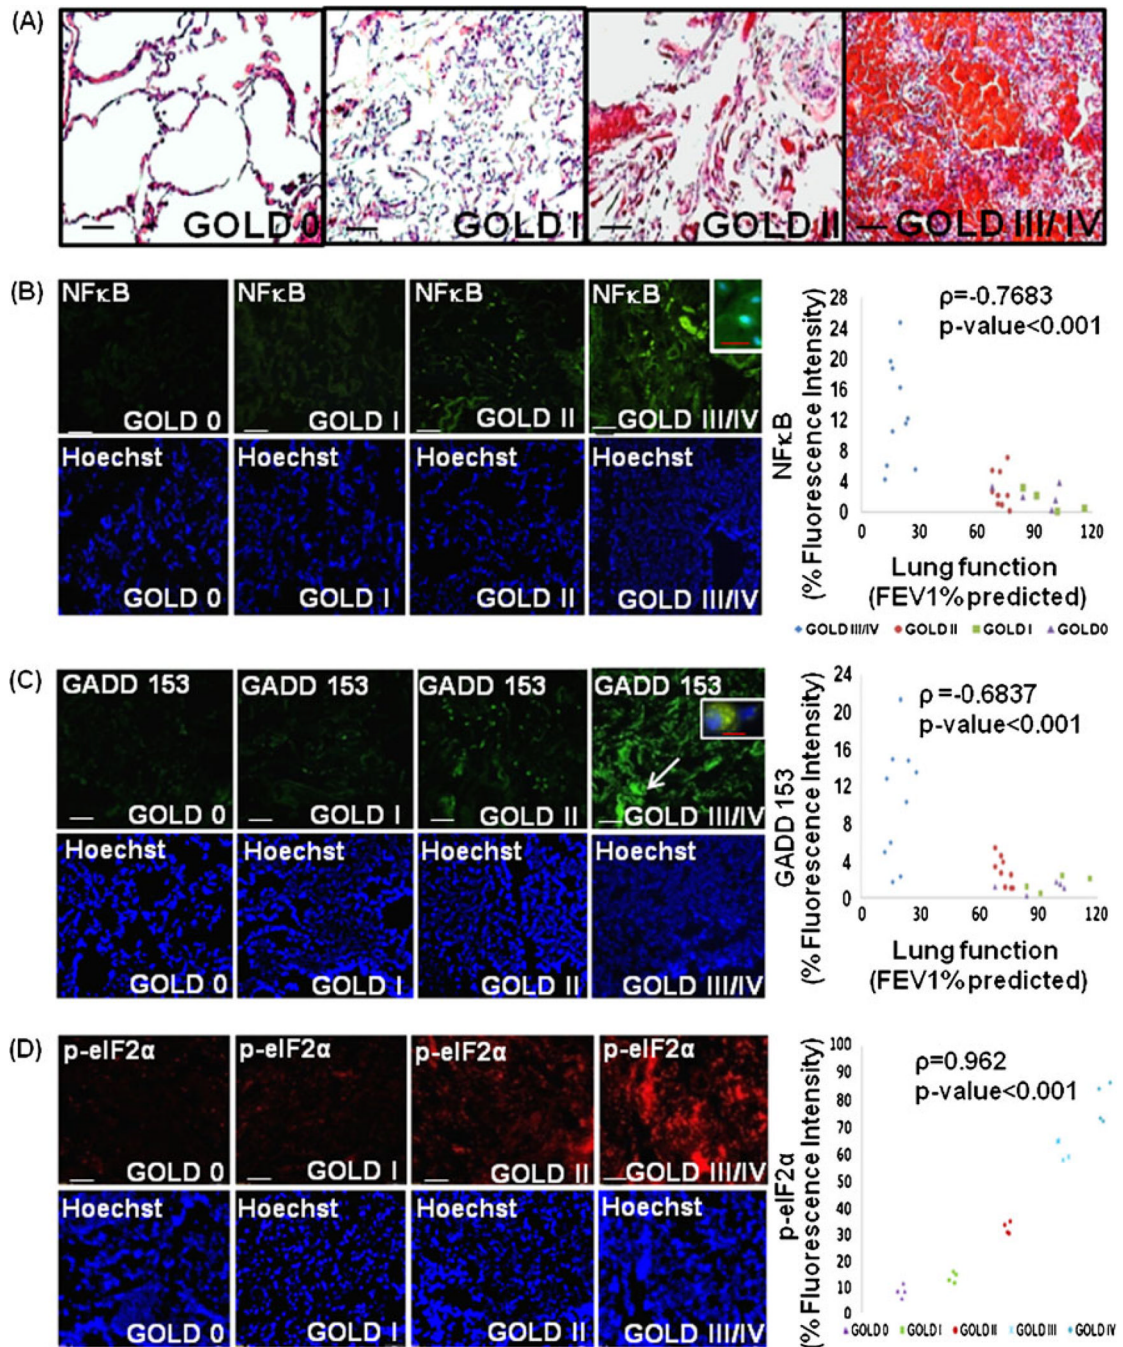 (A)
GOLD 0
GOLD I
GOLD II
GOLD III/IV
(B)
NFκB
NFκB
NFκB
NFκB
GOLD 0
GOLD I
GOLD II
GOLD III/IV
Hoechst
Hoechst
Hoechst
Hoechst
GOLD 0
GOLD I
GOLD II
GOLD III/IV
NFκB
(% Fluorescence Intensity)
28
24
20
16
12
8
4
0
ρ=-0.7683
p-value<0.001
0 30 60 90 120
Lung function
(FEV1% predicted)
GOLD III/IV GOLD II GOLD I GOLD0
(C)
GADD 153
GADD 153
GADD 153
GADD 153
GOLD 0
GOLD I
GOLD II
GOLD III/IV
Hoechst
Hoechst
Hoechst
Hoechst
GOLD 0
GOLD I
GOLD II
GOLD III/IV
GADD 153
(% Fluorescence Intensity)
24
20
16
12
8
4
0
ρ =-0.6837
p-value<0.001
0 30 60 90 120
Lung function
(FEV1% predicted)
(D)
p-eIF2α
p-eIF2α
p-eIF2α
p-eIF2α
GOLD 0
GOLD I
GOLD II
GOLD III/IV
Hoechst
Hoechst
Hoechst
Hoechst
GOLD 0
GOLD I
GOLD II
GOLD III/IV
p-eIF2α
(% Fluorescence Intensity)
100
90
80
70
60
50
40
30
20
10
0
ρ=0.962
p-value<0.001
GOLD 0 GOLD I GOLD II GOLD III GOLD IV